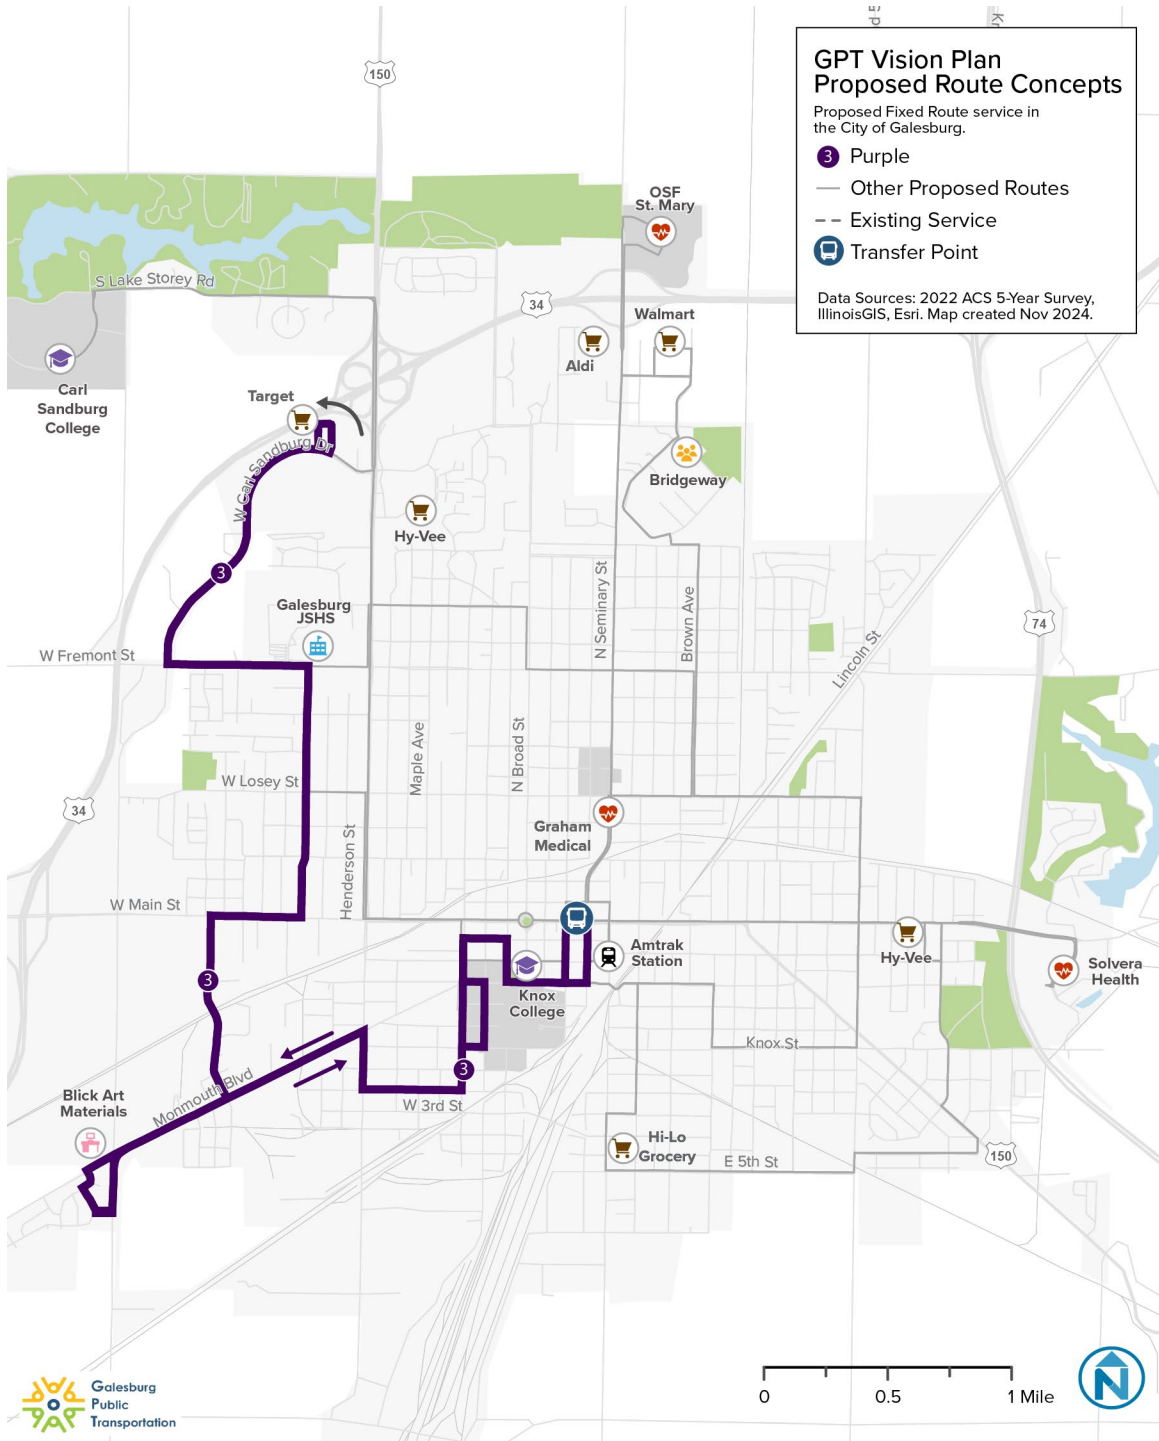 GPT Vision Plan
Proposed Route Concepts
Proposed Fixed Route service in
the City of Galesburg.
3 Purple
Other Proposed Routes
Existing Service
Transfer Point
Data Sources: 2022 ACS 5-Year Survey,
IllinoisGIS, Esri. Map created Nov 2024.
150
OSF
St. Mary
S Lake Storey Rd
34
Walmart
Aldi
Carl
Sandburg
College
Target
W Carl Sandburg Dr
Bridgeway
Hy-Vee
3
Galesburg
JSHS
N Seminary St
Brown Ave
74
Lincoln St
W Fremont St
Maple Ave
N Broad St
W Losey St
34
Graham
Medical
Henderson St
W Main St
Amtrak
Station
Hy-Vee
Solvera
Health
3
Knox
College
Knox St
3
Monmouth Blvd
Blick Art
Materials
W 3rd St
Hi-Lo
Grocery
E 5th St
150
Galesburg
Public
Transportation
0
0.5
1 Mile
N